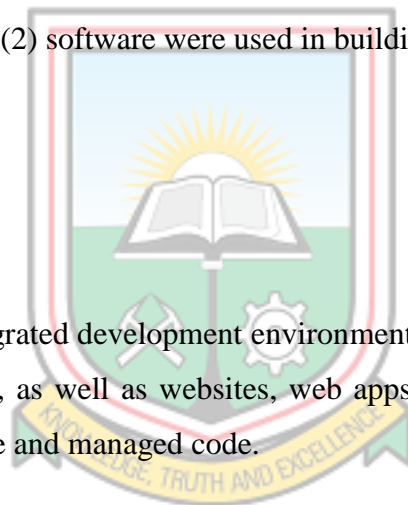 (2) software were used in buildi
grated development environment
, as well as websites, web apps
e and managed code.
KNOWLEDGE, TRUTH AND EXCELLENCE